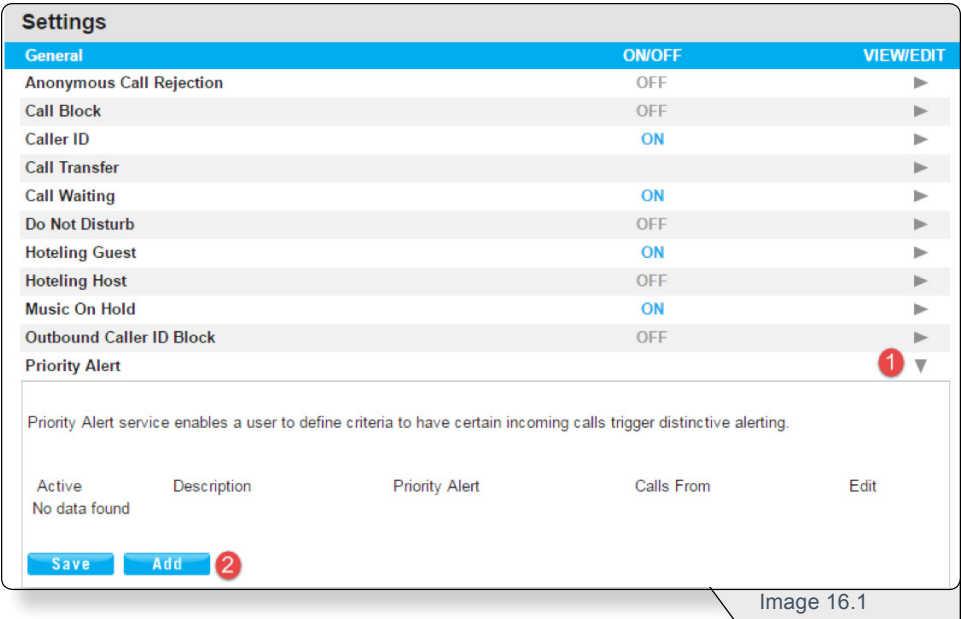 Settings
General ON/OFF VIEW/EDIT
Anonymous Call Rejection OFF
Call Block OFF
Caller ID ON
Call Transfer
Call Waiting ON
Do Not Disturb OFF
Hoteling Guest ON
Hoteling Host OFF
Music On Hold ON
Outbound Caller ID Block OFF
Priority Alert 1
Priority Alert service enables a user to define criteria to have certain incoming calls trigger distinctive alerting.
Active Description Priority Alert Calls From Edit
No data found
Save Add 2
Image 16.1